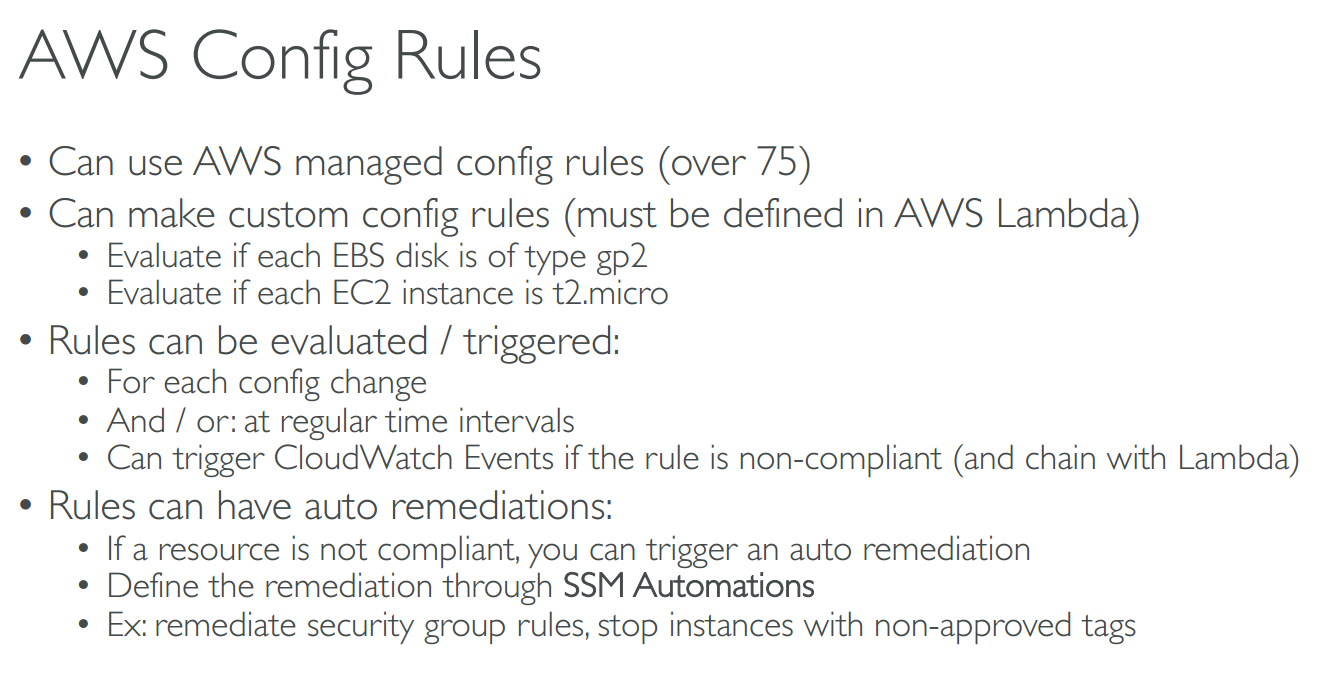 AWS Config Rules
• Can use AWS managed config rules (over 75)
• Can make custom config rules (must be defined in AWS Lambda)
• Evaluate if each EBS disk is of type gp2
• Evaluate if each EC2 instance is t2.micro
• Rules can be evaluated / triggered:
• For each config change
• And / or: at regular time intervals
• Can trigger CloudWatch Events if the rule is non-compliant (and chain with Lambda)
• Rules can have auto remediations:
• If a resource is not compliant, you can trigger an auto remediation
• Define the remediation through SSM Automations
• Ex: remediate security group rules, stop instances with non-approved tags